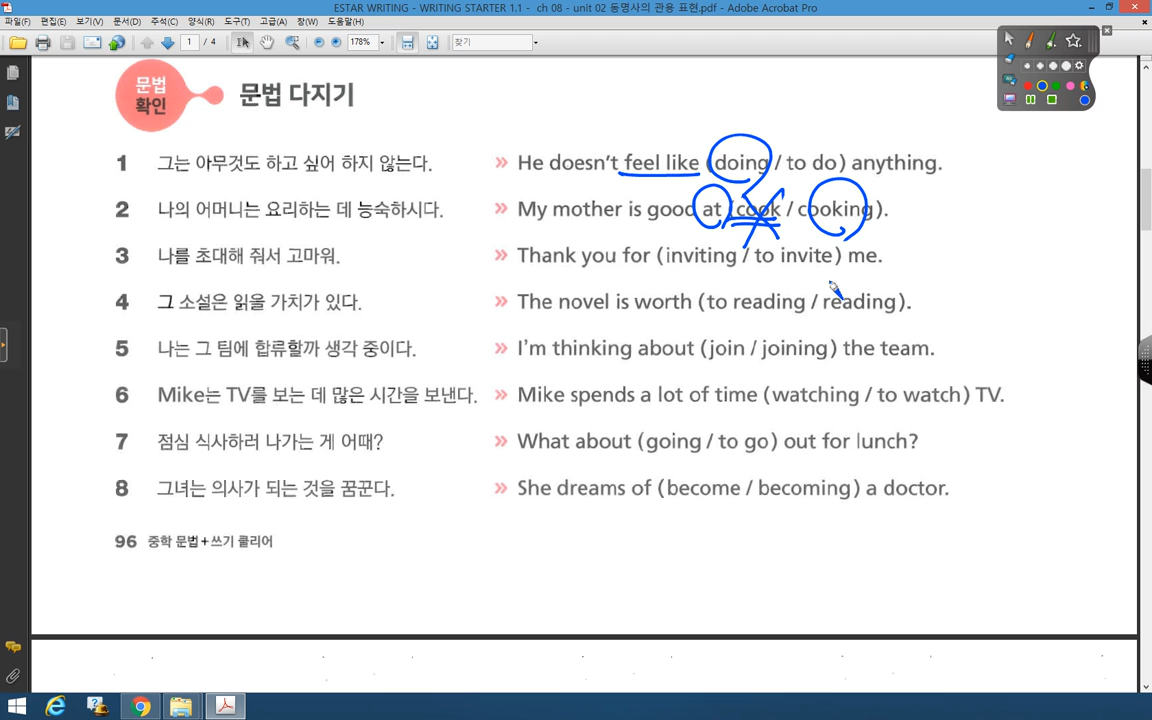 ESTAR WRITING - WRITING STARTER 1.1 - ch 08 - unit 02 동명사의 관용 표현.pdf - Adobe Acrobat Pro
파일(F) 편집(E) 보기(V) 문서(D) 주석(C) 양식(R) 도구(T) 고급(A) 창(W) 도움말(H)
1 / 4 178% 찾기
문법 확인 문법 다지기
1 그는 아무것도 하고 싶어 하지 않는다. » He doesn't feel like (doing / to do) anything.
2 나의 어머니는 요리하는 데 능숙하시다. » My mother is good at (cook / cooking).
3 나를 초대해 줘서 고마워. » Thank you for (inviting / to invite) me.
4 그 소설은 읽을 가치가 있다. » The novel is worth (to reading / reading).
5 나는 그 팀에 합류할까 생각 중이다. » I'm thinking about (join / joining) the team.
6 Mike는 TV를 보는 데 많은 시간을 보낸다. » Mike spends a lot of time (watching / to watch) TV.
7 점심 식사하러 나가는 게 어때? » What about (going / to go) out for lunch?
8 그녀는 의사가 되는 것을 꿈꾼다. » She dreams of (become / becoming) a doctor.
96 중학 문법+쓰기 클리어